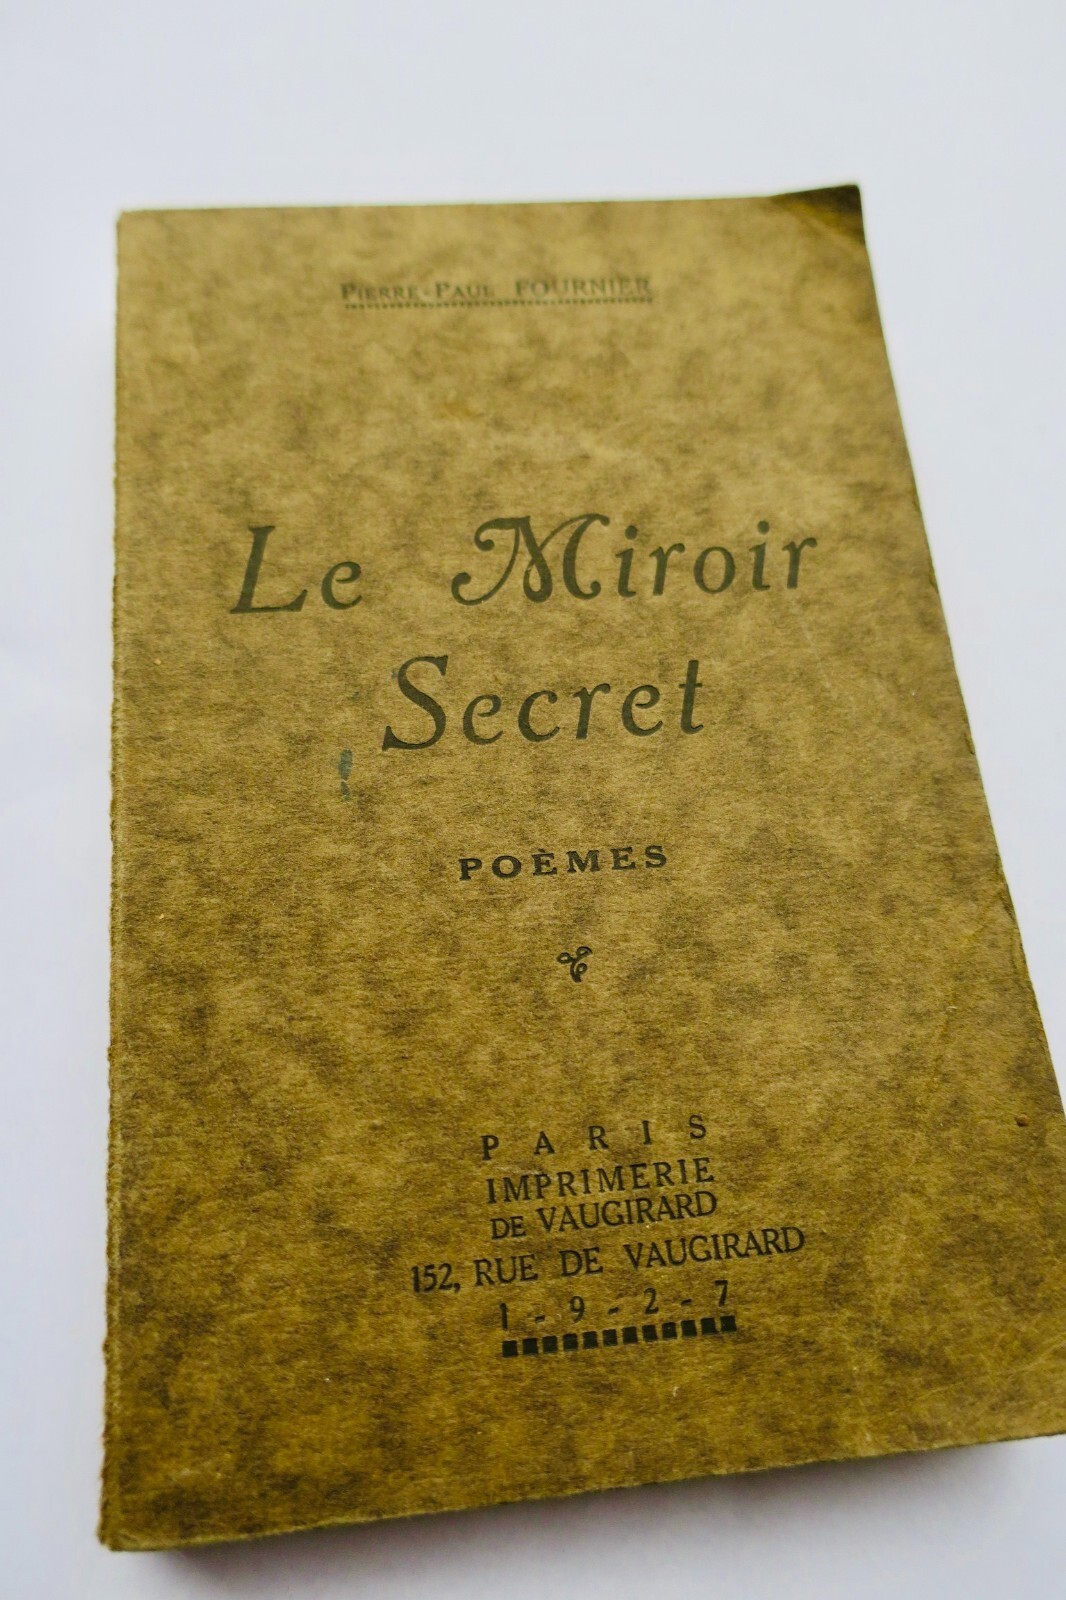 Pierre-Paul FOURNIER
Le Miroir
Secret
POÈMES
PARIS
IMPRIMERIE
DE VAUGIRARD
152, RUE DE VAUGIRARD
1-9-2-7